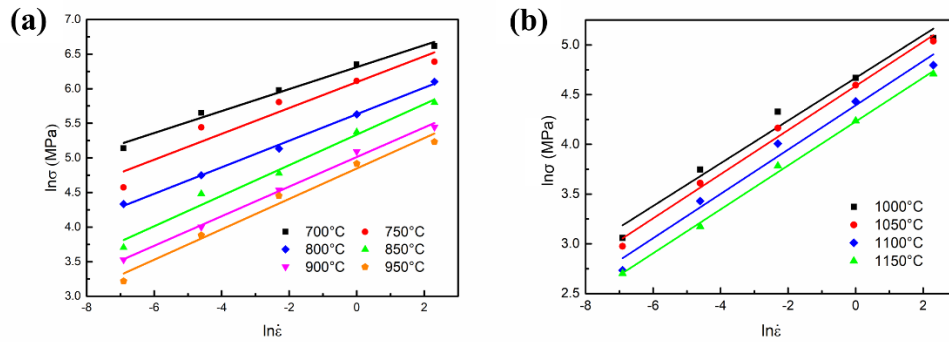 (a)
lnσ (MPa)
7.0
6.5
6.0
5.5
5.0
4.5
4.0
3.5
3.0
700°C 750°C
800°C 850°C
900°C 950°C
-8 -6 -4 -2 0 2
lnε̇
(b)
lnσ (MPa)
5.0
4.5
4.0
3.5
3.0
2.5
1000°C
1050°C
1100°C
1150°C
-8 -6 -4 -2 0 2
lnε̇